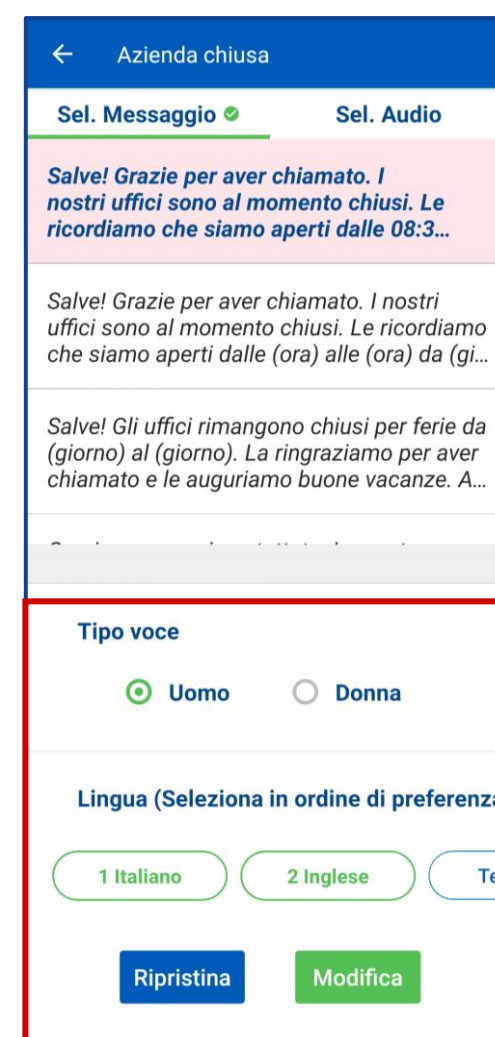 Azienda chiusa
Sel. Messaggio Sel. Audio
Salve! Grazie per aver chiamato. I
nostri uffici sono al momento chiusi. Le
ricordiamo che siamo aperti dalle 08:3...
Salve! Grazie per aver chiamato. I nostri
uffici sono al momento chiusi. Le ricordiamo
che siamo aperti dalle (ora) alle (ora) da (gi...
Salve! Gli uffici rimangono chiusi per ferie da
(giorno) al (giorno). La ringraziamo per aver
chiamato e le auguriamo buone vacanze. A...
Tipo voce
Uomo Donna
Lingua (Seleziona in ordine di preferenza
1 Italiano 2 Inglese Te
Ripristina Modifica